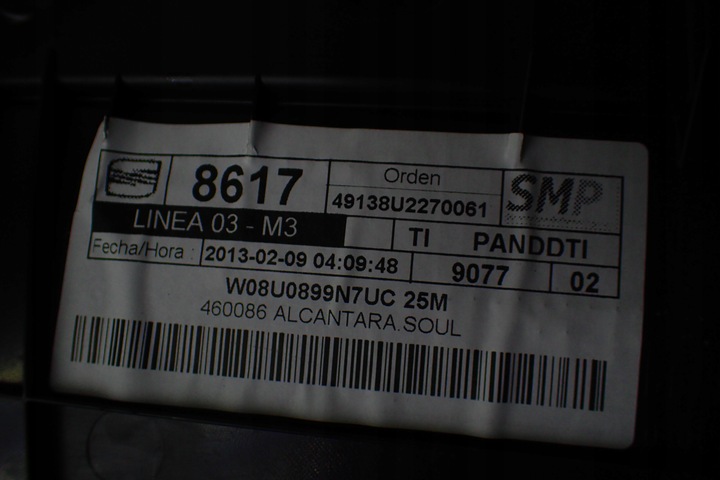 8617
Orden
49138U2270061
SMP
LINEA 03 - M3
TI PANDDTI
Fecha/Hora : 2013-02-09 04:09:48
9077 02
W08U0899N7UC 25M
460086 ALCANTARA.SOUL